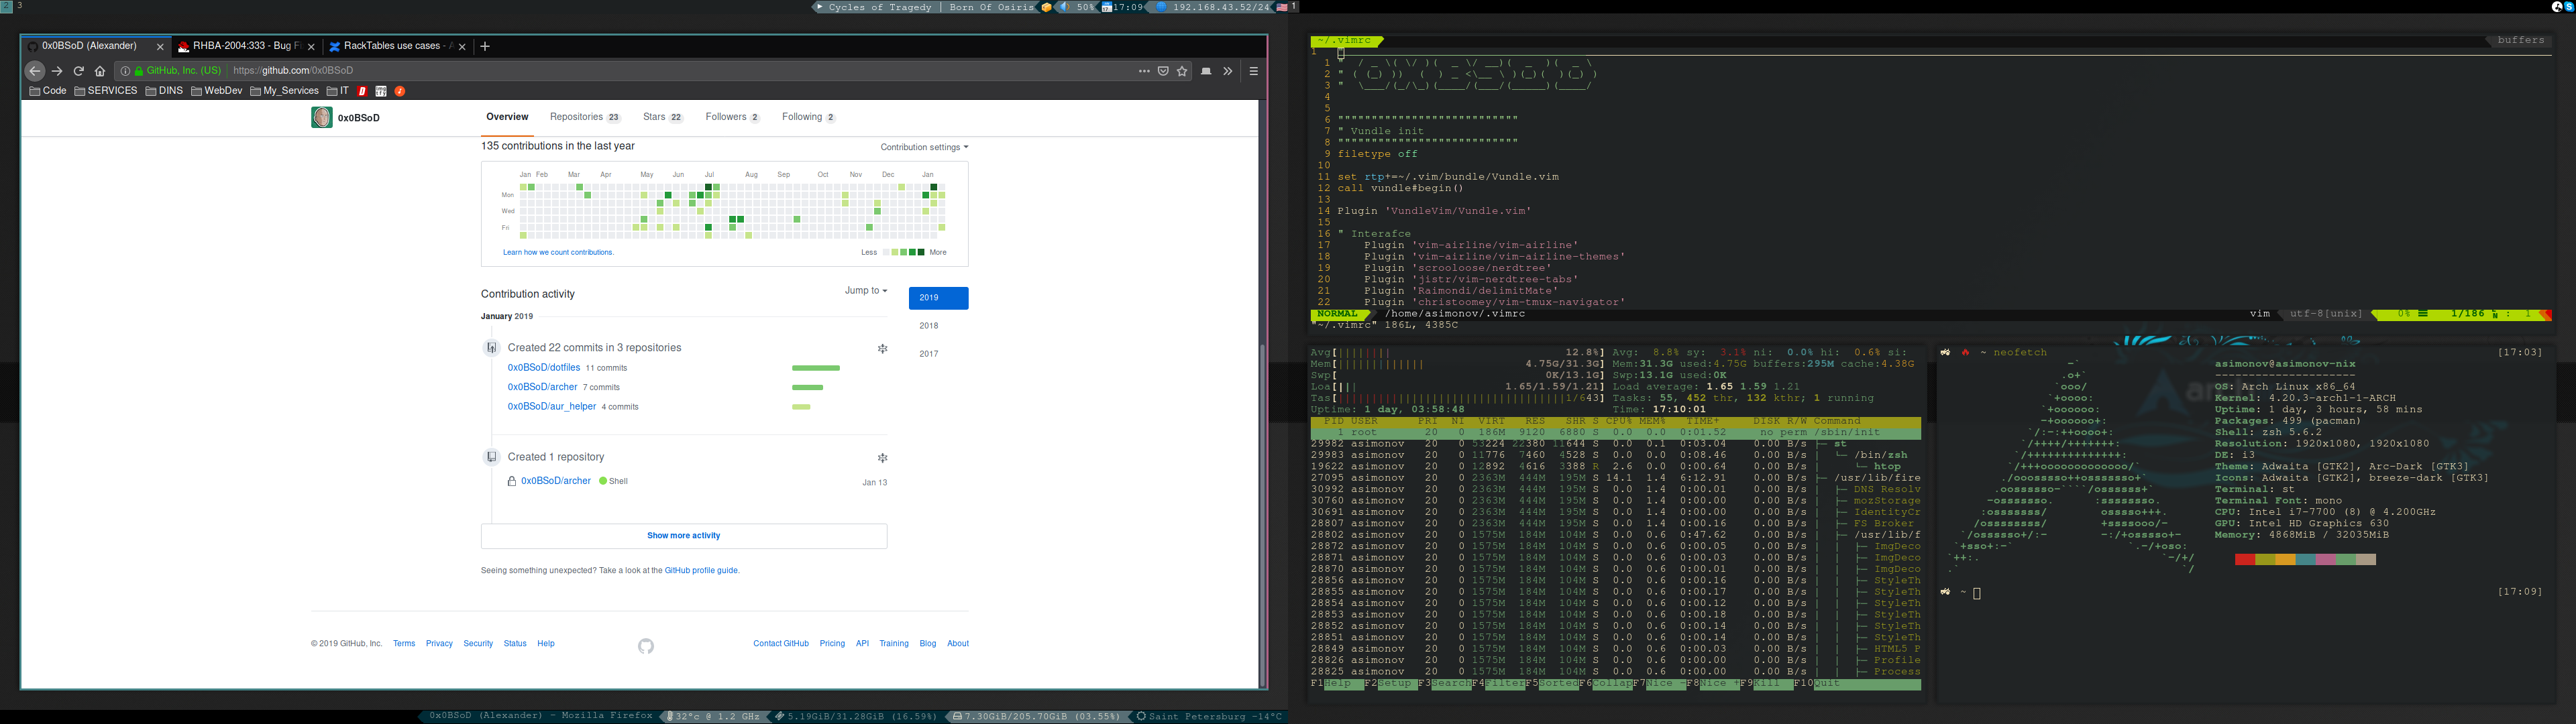 2 3
▶ Cycles of Tragedy | Born Of Osiris 50% 17:09 192.168.43.52/24 1
0x0BSoD (Alexander) RHBA-2004:333 - Bug Fi RackTables use cases - A
GitHub, Inc. (US) https://github.com/0x0BSoD
Code SERVICES DINS WebDev My_Services IT
0x0BSoD Overview Repositories 23 Stars 22 Followers 2 Following 2
135 contributions in the last year Contribution settings
Jan Feb Mar Apr May Jun Jul Aug Sep Oct Nov Dec Jan
Mon
Wed
Fri
Learn how we count contributions. Less More
Contribution activity Jump to
2019
2018
2017
January 2019
Created 22 commits in 3 repositories
0x0BSoD/dotfiles 11 commits
0x0BSoD/archer 7 commits
0x0BSoD/aur_helper 4 commits
Created 1 repository
0x0BSoD/archer Shell Jan 13
Show more activity
Seeing something unexpected? Take a look at the GitHub profile guide.
© 2019 GitHub, Inc. Terms Privacy Security Status Help Contact GitHub Pricing API Training Blog About
0x0BSoD (Alexander) - Mozilla Firefox 32°c @ 1.2 GHz 5.19GiB/31.28GiB (16.59%) 7.30GiB/205.70GiB (03.55%) Saint Petersburg -14°C
~/.vimrc buffers
6 """""""""""""""""""""""""""
7 " Vundle init
8 """""""""""""""""""""""""""
9 filetype off
10
11 set rtp+=~/.vim/bundle/Vundle.vim
12 call vundle#begin()
13
14 Plugin 'VundleVim/Vundle.vim'
15
16 " Interafce
17 Plugin 'vim-airline/vim-airline'
18 Plugin 'vim-airline/vim-airline-themes'
19 Plugin 'scrooloose/nerdtree'
20 Plugin 'jistr/vim-nerdtree-tabs'
21 Plugin 'Raimondi/delimitMate'
22 Plugin 'christoomey/vim-tmux-navigator'
NORMAL /home/asimonov/.vimrc vim utf-8[unix] 0% 1/186 : 1
"~/.vimrc" 186L, 4385C
Avg[ 12.8%] Avg: 8.8% sy: 3.1% ni: 0.0% hi: 0.6% si:
Mem[ 4.75G/31.3G] Mem:31.3G used:4.75G buffers:295M cache:4.38G
Swp[ 0K/13.1G] Swp:13.1G used:0K
Loa[ 1.65/1.59/1.21] Load average: 1.65 1.59 1.21
Tas[ 1/643] Tasks: 55, 452 thr, 132 kthr; 1 running
Uptime: 1 day, 03:58:48 Time: 17:10:01
PID USER PRI NI VIRT RES SHR S CPU% MEM% TIME+ DISK R/W Command
1 root 20 0 186M 9120 6880 S 0.0 0.0 0:01.52 no perm /sbin/init
29982 asimonov 20 0 53224 22380 11644 S 0.0 0.1 0:03.04 0.00 B/s ├─ st
29983 asimonov 20 0 11776 7460 4528 S 0.0 0.0 0:08.46 0.00 B/s │ └─ /bin/zsh
19622 asimonov 20 0 12892 4616 3388 R 2.6 0.0 0:00.64 0.00 B/s │ └─ htop
27095 asimonov 20 0 2363M 444M 195M S 14.1 1.4 6:12.91 0.00 B/s ├─ /usr/lib/fire
30992 asimonov 20 0 2363M 444M 195M S 0.0 1.4 0:00.01 0.00 B/s │ ├─ DNS Resolv
30760 asimonov 20 0 2363M 444M 195M S 0.0 1.4 0:00.00 0.00 B/s │ ├─ mozStorage
30691 asimonov 20 0 2363M 444M 195M S 0.0 1.4 0:00.00 0.00 B/s │ ├─ IdentityCr
28807 asimonov 20 0 2363M 444M 195M S 0.0 1.4 0:00.16 0.00 B/s │ ├─ FS Broker
28802 asimonov 20 0 1575M 184M 104M S 0.0 0.6 0:47.62 0.00 B/s │ ├─ /usr/lib/f
28872 asimonov 20 0 1575M 184M 104M S 0.0 0.6 0:00.05 0.00 B/s │ │ ├─ ImgDeco
28871 asimonov 20 0 1575M 184M 104M S 0.0 0.6 0:00.03 0.00 B/s │ │ ├─ ImgDeco
28870 asimonov 20 0 1575M 184M 104M S 0.0 0.6 0:00.01 0.00 B/s │ │ ├─ ImgDeco
28856 asimonov 20 0 1575M 184M 104M S 0.0 0.6 0:00.16 0.00 B/s │ │ ├─ StyleTh
28855 asimonov 20 0 1575M 184M 104M S 0.0 0.6 0:00.17 0.00 B/s │ │ ├─ StyleTh
28854 asimonov 20 0 1575M 184M 104M S 0.0 0.6 0:00.12 0.00 B/s │ │ ├─ StyleTh
28853 asimonov 20 0 1575M 184M 104M S 0.0 0.6 0:00.18 0.00 B/s │ │ ├─ StyleTh
28852 asimonov 20 0 1575M 184M 104M S 0.0 0.6 0:00.14 0.00 B/s │ │ ├─ StyleTh
28851 asimonov 20 0 1575M 184M 104M S 0.0 0.6 0:00.14 0.00 B/s │ │ ├─ StyleTh
28849 asimonov 20 0 1575M 184M 104M S 0.0 0.6 0:00.03 0.00 B/s │ │ ├─ HTML5 P
28826 asimonov 20 0 1575M 184M 104M S 0.0 0.6 0:00.00 0.00 B/s │ │ ├─ Profile
28825 asimonov 20 0 1575M 184M 104M S 0.0 0.6 0:00.00 0.00 B/s │ │ ├─ Process
F1Help F2Setup F3SearchF4FilterF5SortedF6CollapF7Nice -F8Nice +F9Kill F10Quit
~ neofetch [17:03]
asimonov@asimonov-nix
OS: Arch Linux x86_64
Kernel: 4.20.3-arch1-1-ARCH
Uptime: 1 day, 3 hours, 58 mins
Packages: 499 (pacman)
Shell: zsh 5.6.2
Resolution: 1920x1080, 1920x1080
DE: i3
Theme: Adwaita [GTK2], Arc-Dark [GTK3]
Icons: Adwaita [GTK2], breeze-dark [GTK3]
Terminal: st
Terminal Font: mono
CPU: Intel i7-7700 (8) @ 4.200GHz
GPU: Intel HD Graphics 630
Memory: 4868MiB / 32035MiB
~ [17:09]